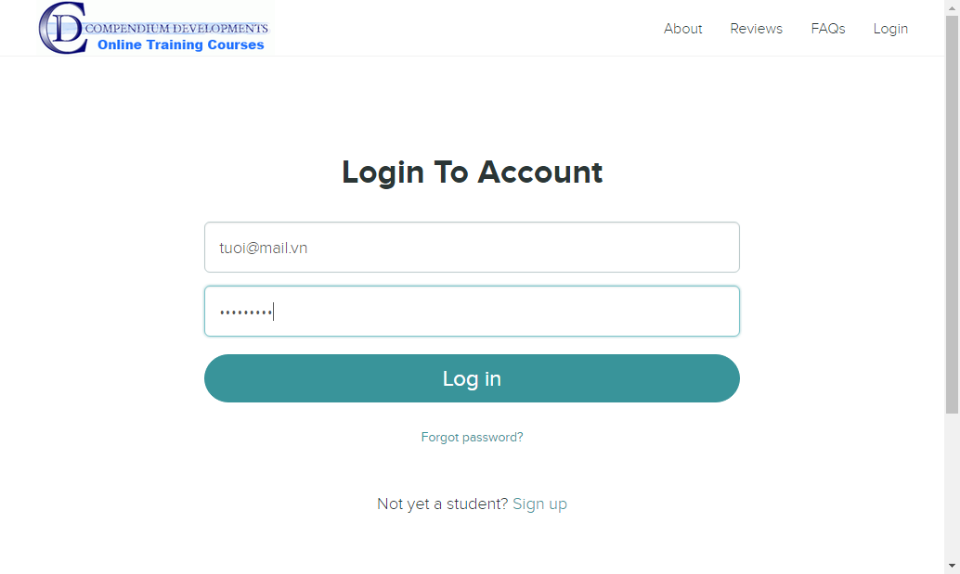 COMPENDIUM DEVELOPMENTS
Online Training Courses
About Reviews FAQs Login
Login To Account
tuoi@mail.vn
•••••••••
Log in
Forgot password?
Not yet a student? Sign up